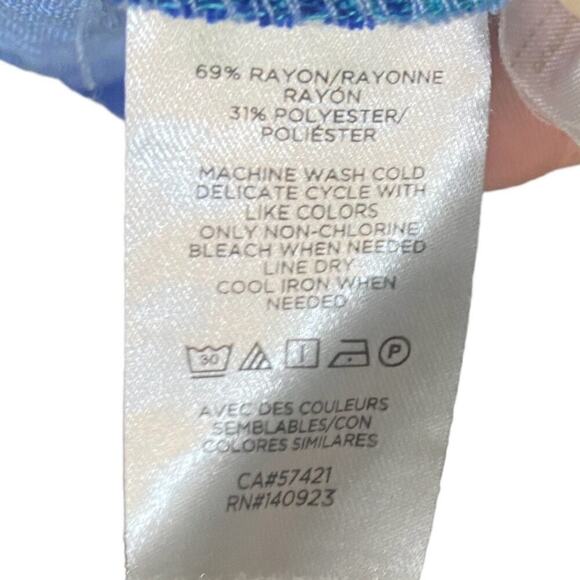 69% RAYON/RAYONNE
RAYÓN
31% POLYESTER/
POLIÉSTER
MACHINE WASH COLD
DELICATE CYCLE WITH
LIKE COLORS
ONLY NON-CHLORINE
BLEACH WHEN NEEDED
LINE DRY
COOL IRON WHEN
NEEDED
30 P
AVEC DES COULEURS
SEMBLABLES/CON
COLORES SIMILARES
CA#57421
RN#140923